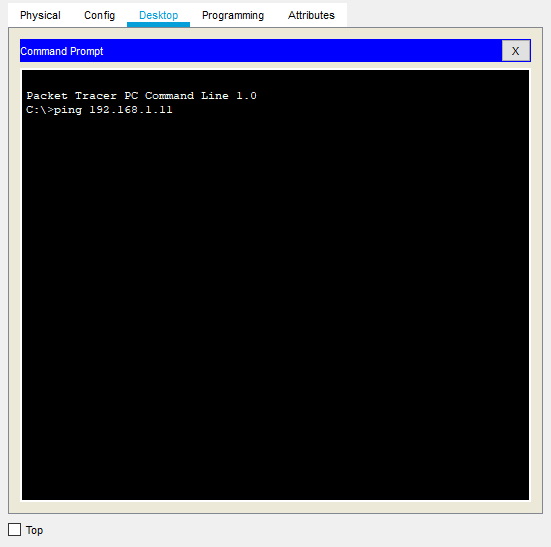 Physical Config Desktop Programming Attributes
Command Prompt X
Packet Tracer PC Command Line 1.0
C:\>ping 192.168.1.11
Top